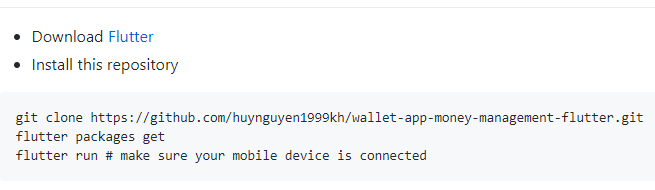 Download Flutter
Install this repository
git clone https://github.com/huynguyen1999kh/wallet-app-money-management-flutter.git
flutter packages get
flutter run # make sure your mobile device is connected